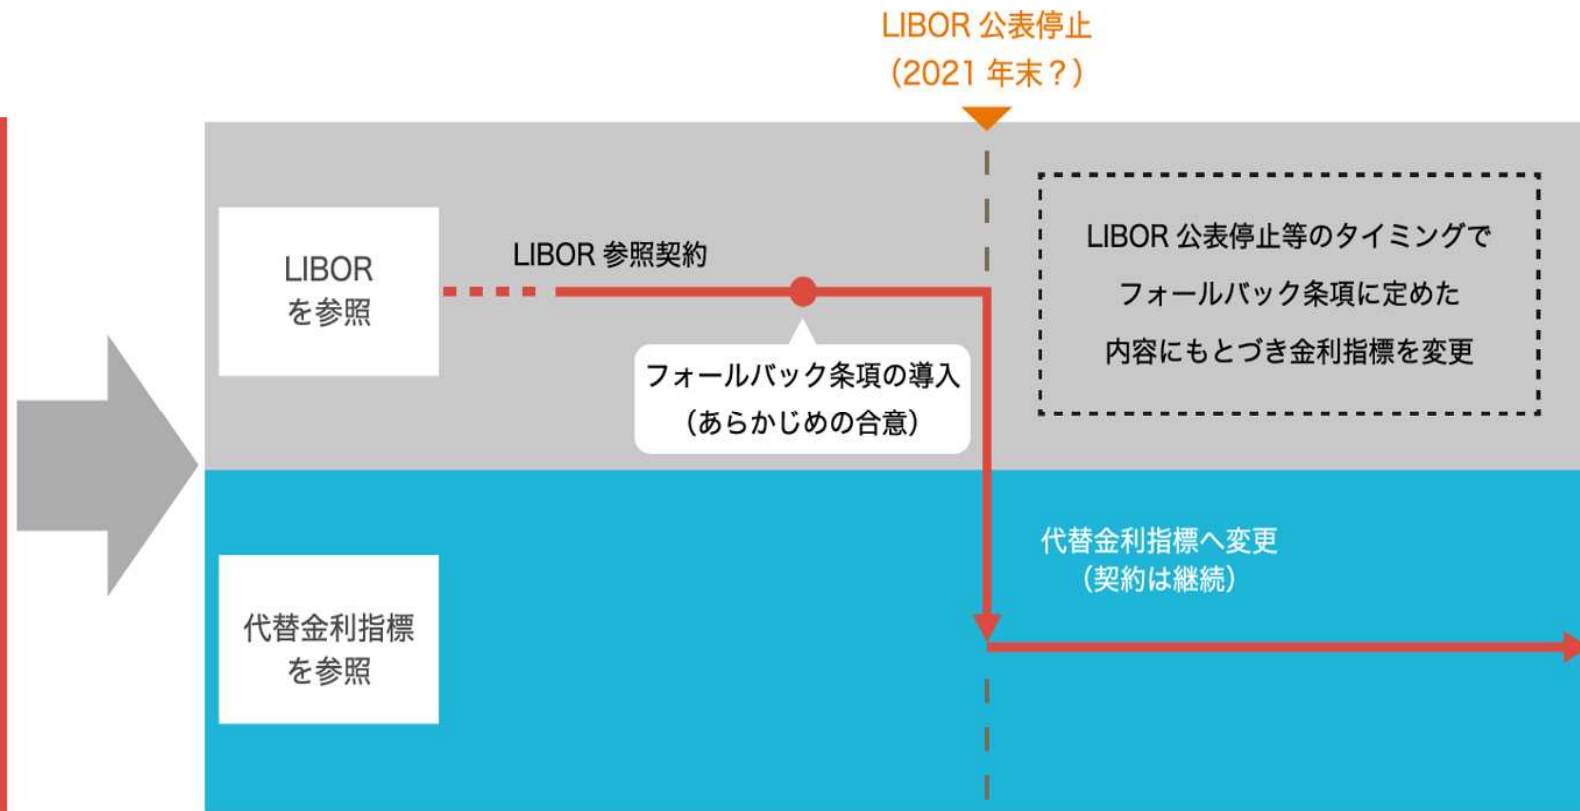 LIBOR 公表停止
（2021 年末？）
LIBOR
を参照
LIBOR 参照契約
フォールバック条項の導入
（あらかじめの合意）
LIBOR 公表停止等のタイミングで
フォールバック条項に定めた
内容にもとづき金利指標を変更
代替金利指標
を参照
代替金利指標へ変更
（契約は継続）